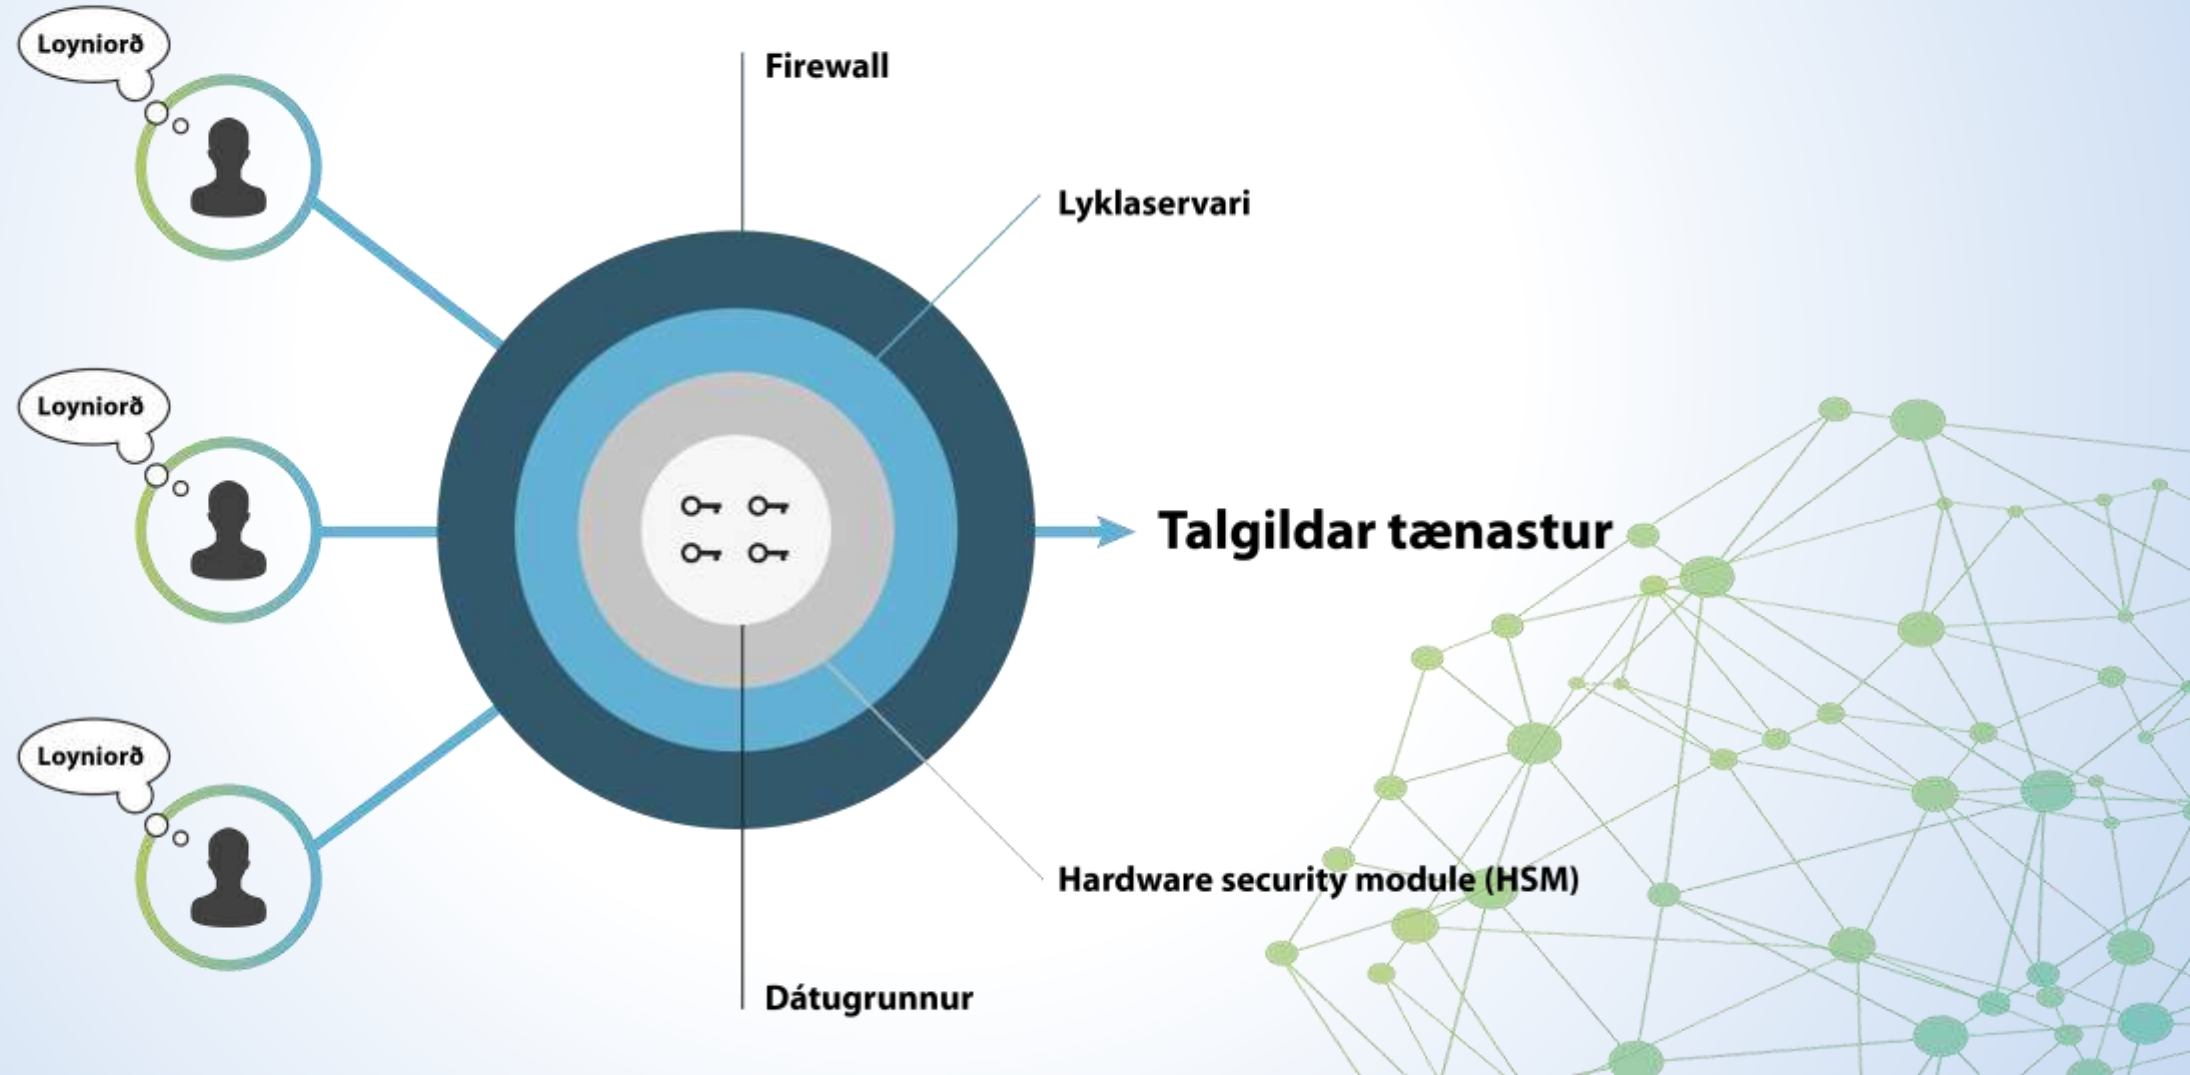 Loyniorð
Firewall
Lyklaservari
Loyniorð
Talgildar tænastur
Loyniorð
Hardware security module (HSM)
Dátugrunnur